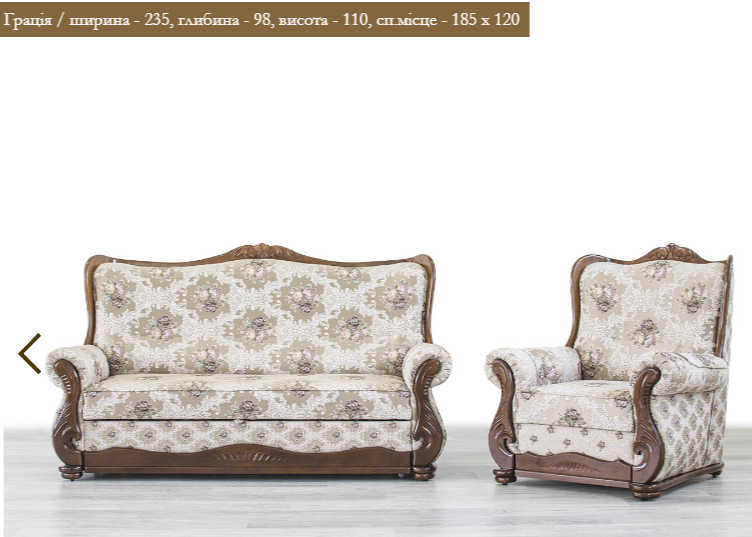 Грація / ширина - 235, глибина - 98, висота - 110, сп.місце - 185 х 120